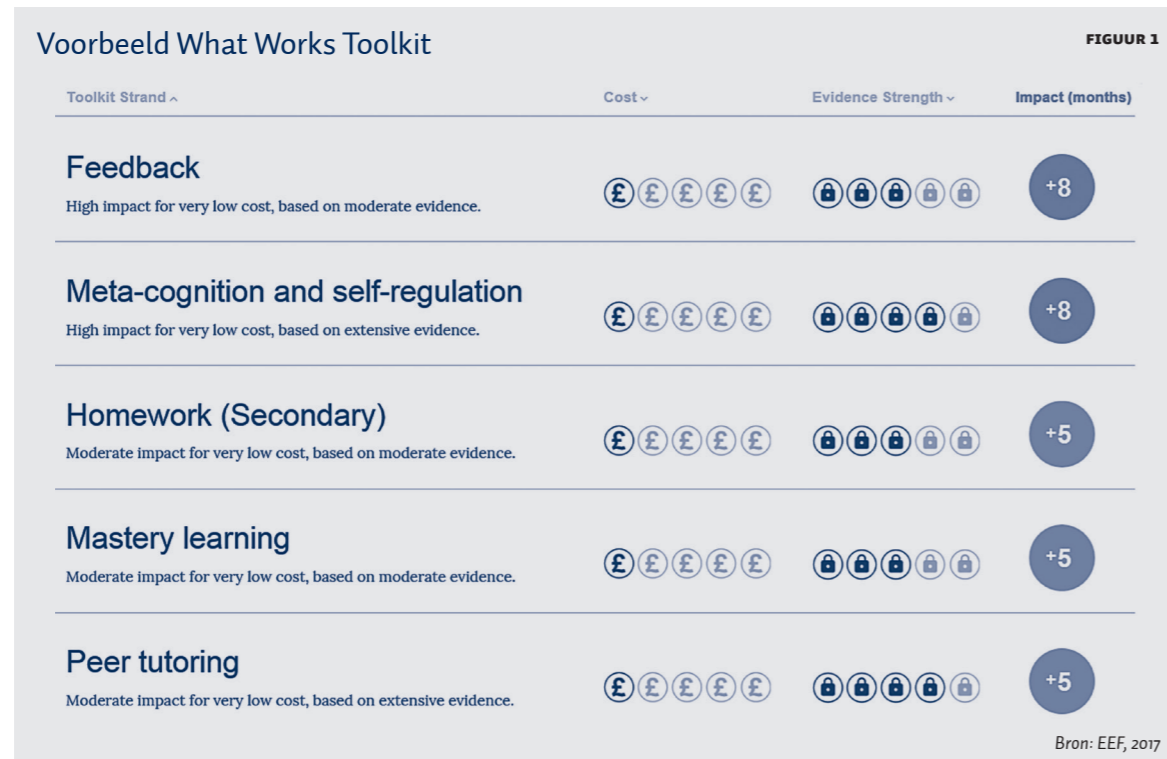 Voorbeeld What Works Toolkit
FIGUUR 1
Toolkit Strand Cost Evidence Strength Impact (months)
Feedback
High impact for very low cost, based on moderate evidence.
£ £ £ £ £
+8
Meta-cognition and self-regulation
High impact for very low cost, based on extensive evidence.
£ £ £ £ £
+8
Homework (Secondary)
Moderate impact for very low cost, based on moderate evidence.
£ £ £ £ £
+5
Mastery learning
Moderate impact for very low cost, based on moderate evidence.
£ £ £ £ £
+5
Peer tutoring
Moderate impact for very low cost, based on extensive evidence.
£ £ £ £ £
+5
Bron: EEF, 2017